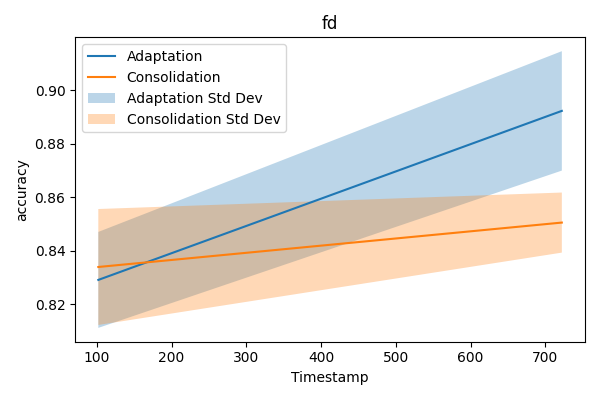 fd
Adaptation
Consolidation
Adaptation Std Dev
Consolidation Std Dev
accuracy
0.90
0.88
0.86
0.84
0.82
100 200 300 400 500 600 700
Timestamp